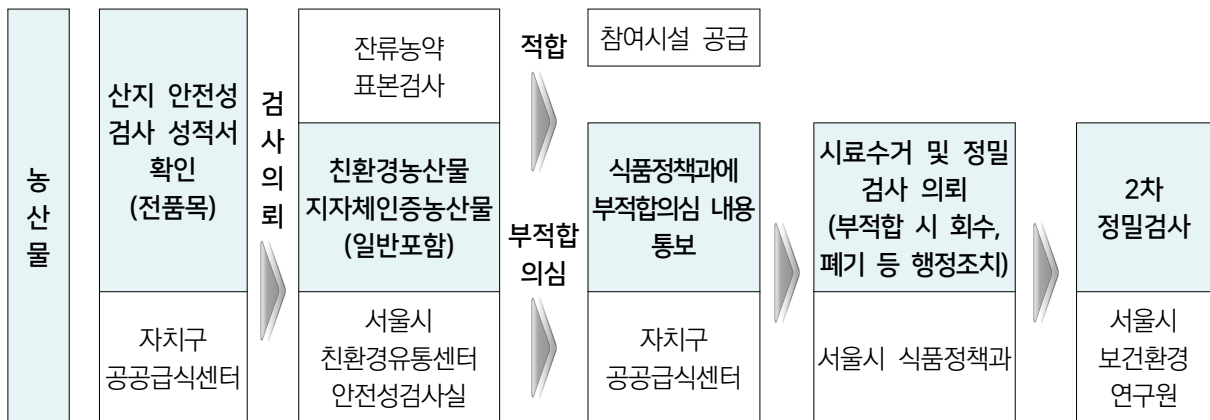 농
산
물
산지 안전성
검사 성적서
확인
(전품목)
자치구
공공급식센터
검
사
의
뢰
잔류농약
표본검사
친환경농산물
지자체인증농산물
(일반포함)
서울시
친환경유통센터
안전성검사실
적합
부적합
의심
참여시설 공급
식품정책과에
부적합의심 내용
통보
자치구
공공급식센터
시료수거 및 정밀
검사 의뢰
(부적합 시 회수,
폐기 등 행정조치)
서울시 식품정책과
2차
정밀검사
서울시
보건환경
연구원